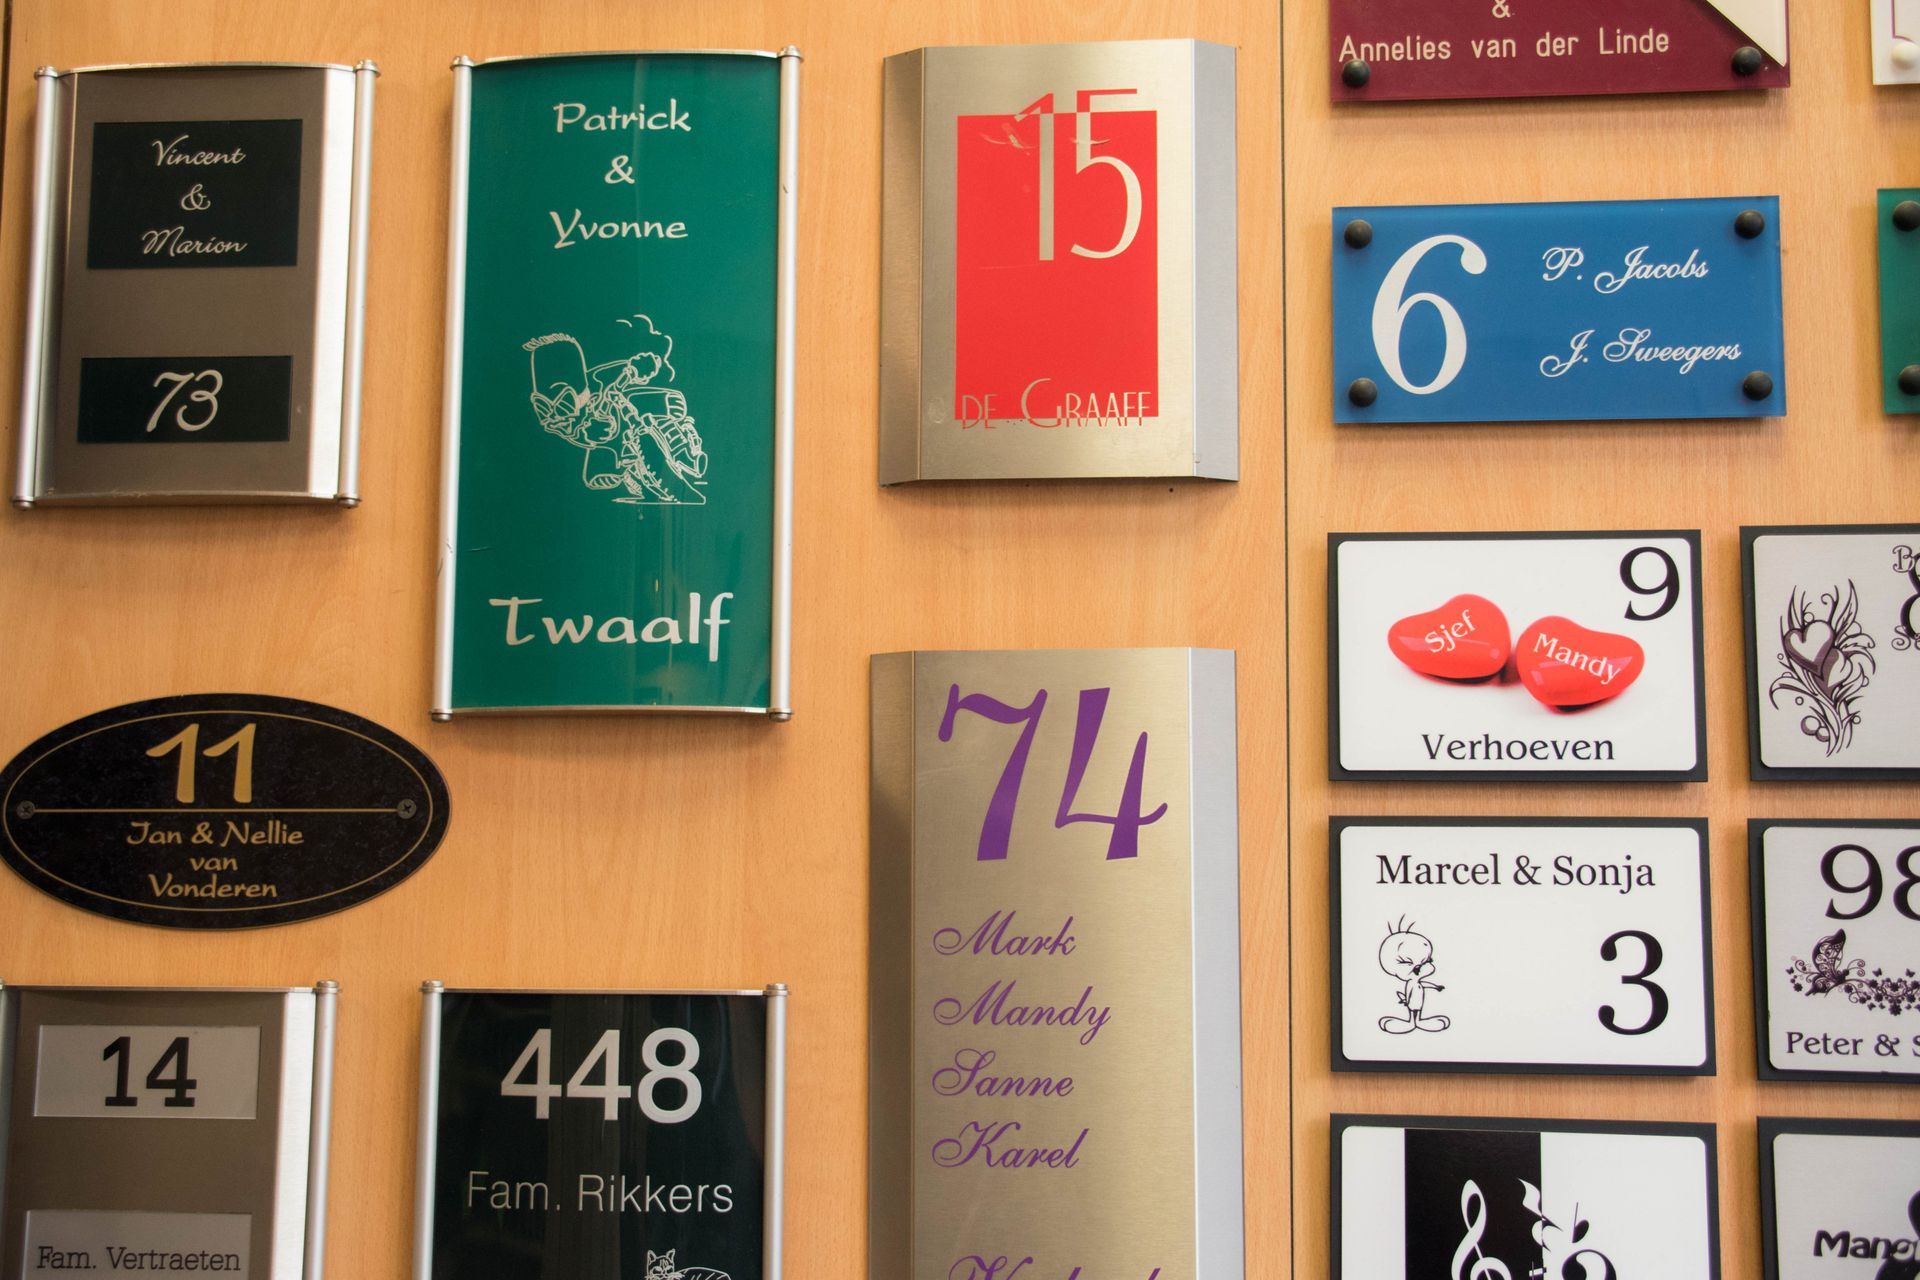 Vincent
&
Marion
73
Patrick
&
Yvonne
Twaalf
15
DE GRAAFF
&
Annelies van der Linde
6
P. Jacobs
J. Sweegers
9
Sjef
Mandy
Verhoeven
11
Jan & Nellie
van
Vonderen
74
Mark
Mandy
Sanne
Karel
Marcel & Sonja
3
98
Peter &
14
Fam. Vertraeten
448
Fam. Rikkers